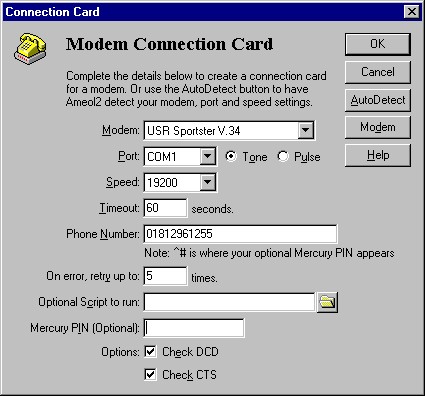 Connection Card
Modem Connection Card
OK
Complete the details below to create a connection card
for a modem. Or use the AutoDetect button to have
Ameol2 detect your modem, port and speed settings.
Cancel
AutoDetect
Modem
Help
Modem: USR Sportster V.34
Port: COM1 Tone Pulse
Speed: 19200
Timeout: 60 seconds.
Phone Number: 01812961255
Note: ^# is where your optional Mercury PIN appears
On error, retry up to: 5 times.
Optional Script to run:
Mercury PIN (Optional):
Options: Check DCD
Check CTS